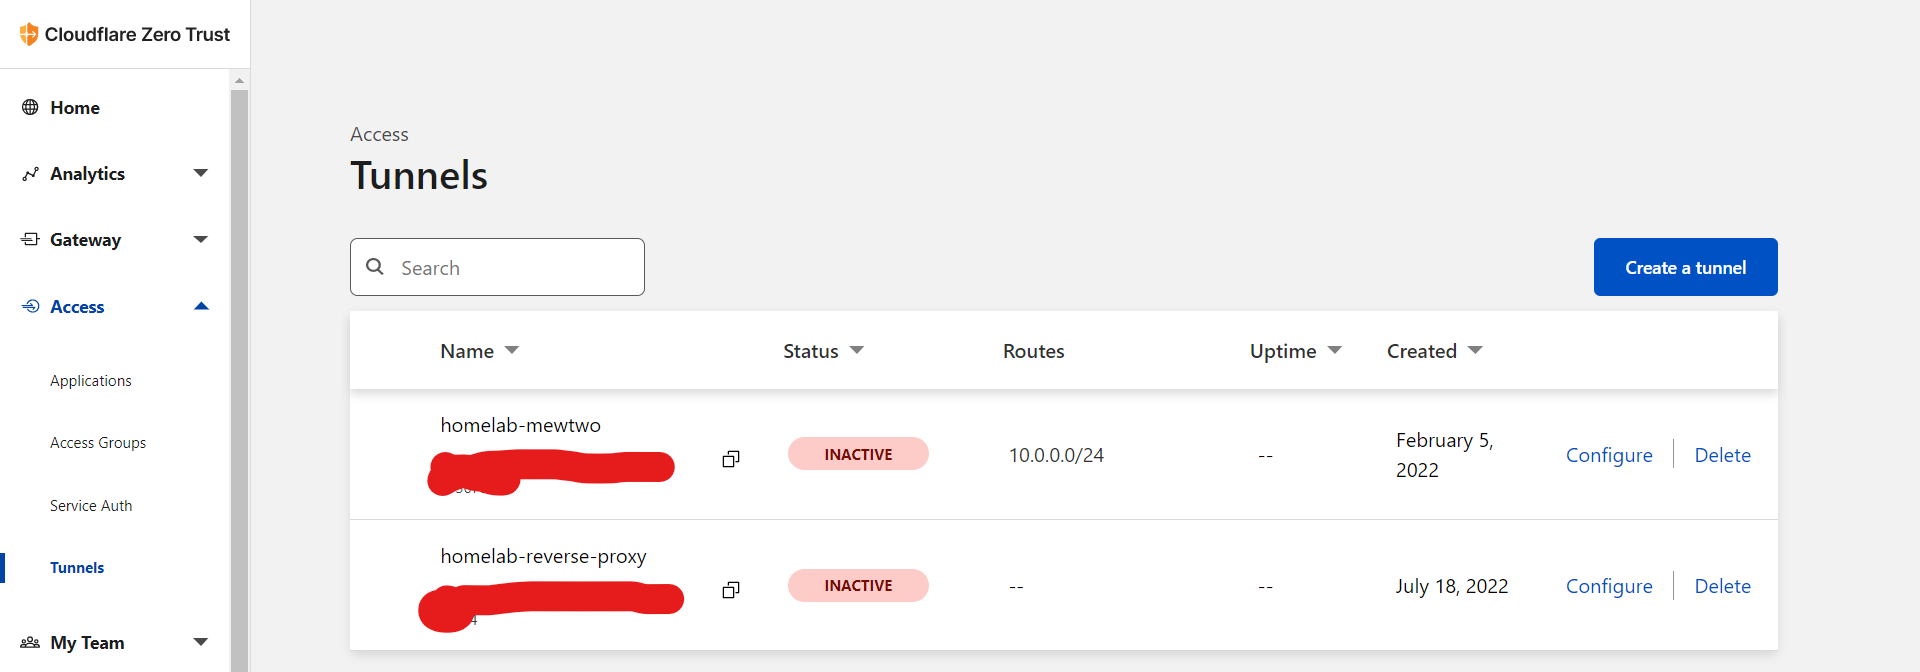 Cloudflare Zero Trust
Home
Analytics
Gateway
Access
Applications
Access Groups
Service Auth
Tunnels
My Team
Access
Tunnels
Search
Create a tunnel
Name Status Routes Uptime Created
homelab-mewtwo
INACTIVE 10.0.0.0/24 -- February 5,
2022 Configure Delete
homelab-reverse-proxy
INACTIVE -- -- July 18, 2022 Configure Delete